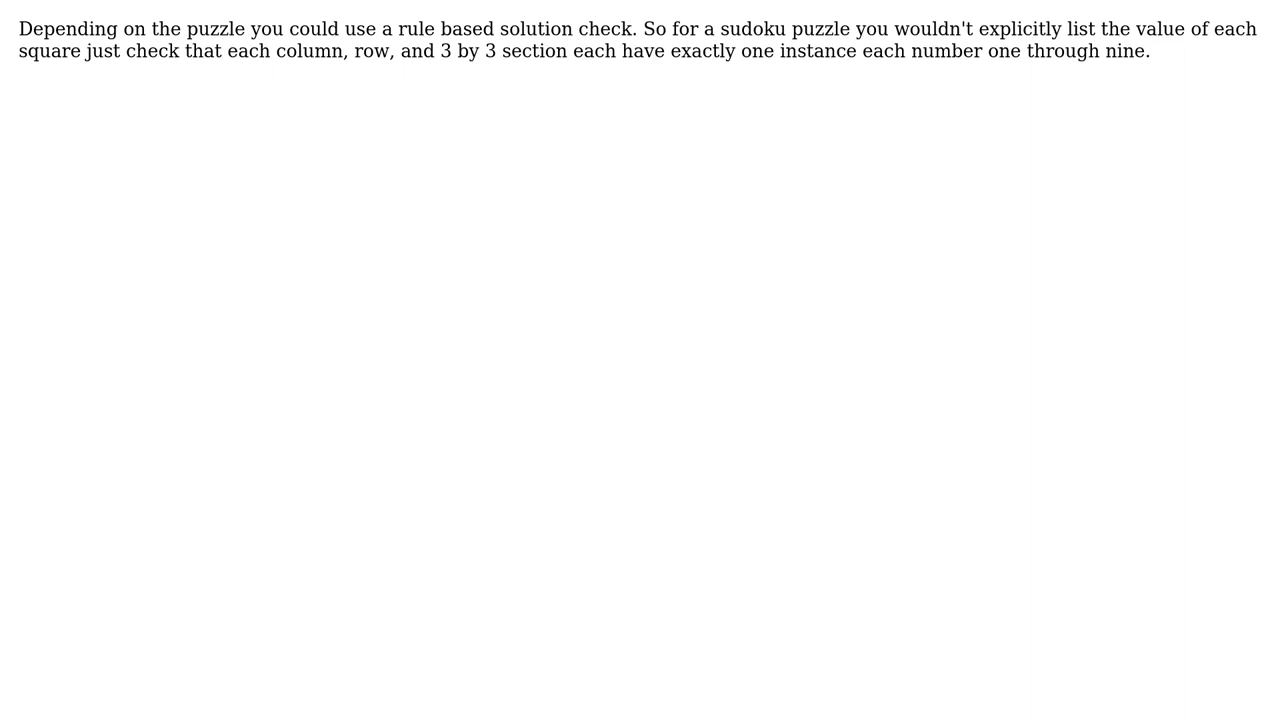 Depending on the puzzle you could use a rule based solution check. So for a sudoku puzzle you wouldn't explicitly list the value of each
square just check that each column, row, and 3 by 3 section each have exactly one instance each number one through nine.